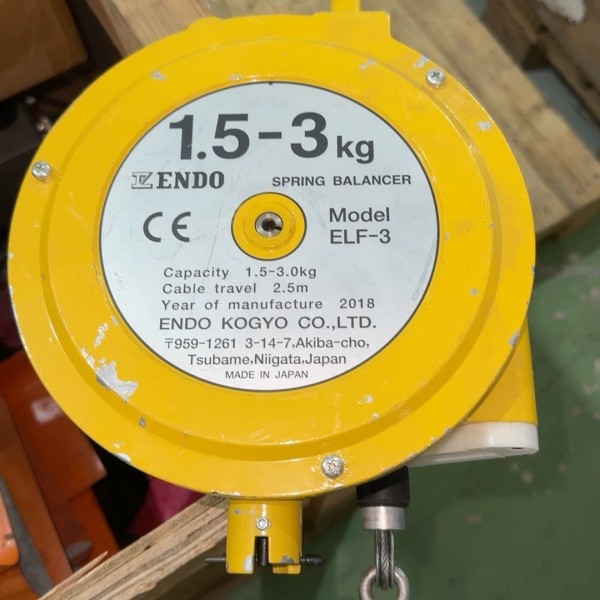 1.5-3kg
ENDO SPRING BALANCER
CE Model
ELF-3
Capacity 1.5-3.0kg
Cable travel 2.5m
Year of manufacture 2018
ENDO KOGYO CO.,LTD.
〒959-1261 3-14-7,Akiba-cho,
Tsubame,Niigata,Japan
MADE IN JAPAN